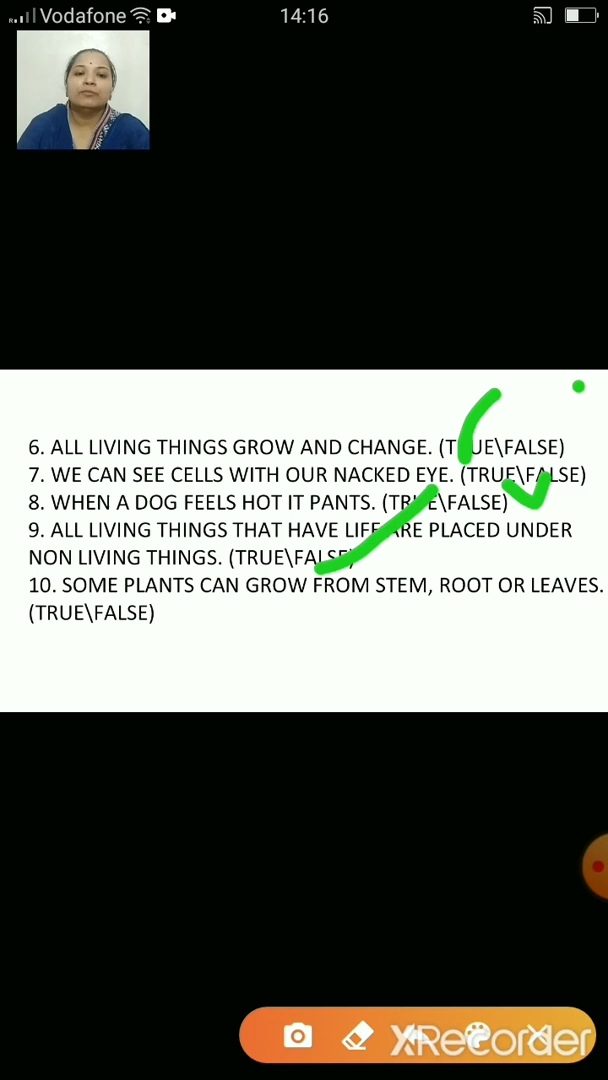 Vodafone 14:16
6. ALL LIVING THINGS GROW AND CHANGE. (TRUE\FALSE)
7. WE CAN SEE CELLS WITH OUR NACKED EYE. (TRUE\FALSE)
8. WHEN A DOG FEELS HOT IT PANTS. (TRUE\FALSE)
9. ALL LIVING THINGS THAT HAVE LIFE ARE PLACED UNDER
NON LIVING THINGS. (TRUE\FALSE)
10. SOME PLANTS CAN GROW FROM STEM, ROOT OR LEAVES.
(TRUE\FALSE)
XRecorder